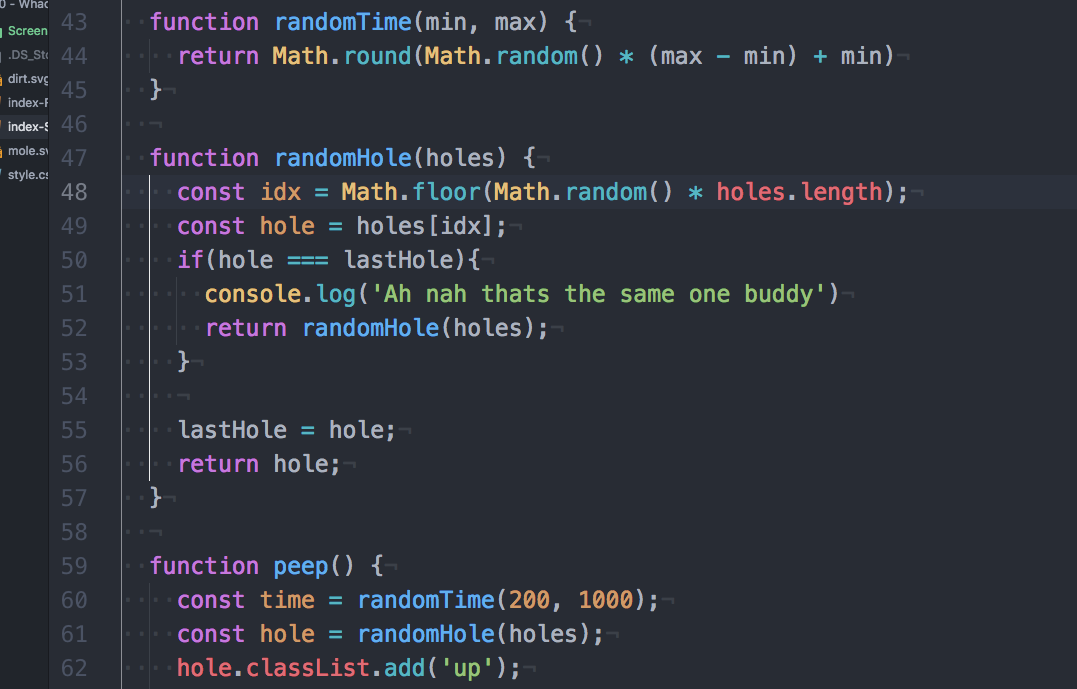 0 - Whac
Screen
.DS_Sto
dirt.svg
index-F
index-S
mole.sv
style.cs
43 function randomTime(min, max) {
44 return Math.round(Math.random() * (max - min) + min)
45 }
46
47 function randomHole(holes) {
48 const idx = Math.floor(Math.random() * holes.length);
49 const hole = holes[idx];
50 if(hole === lastHole){
51 console.log('Ah nah thats the same one buddy')
52 return randomHole(holes);
53 }
54
55 lastHole = hole;
56 return hole;
57 }
58
59 function peep() {
60 const time = randomTime(200, 1000);
61 const hole = randomHole(holes);
62 hole.classList.add('up');